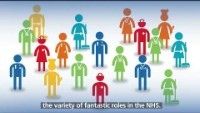 the variety of fantastic roles in the NHS.